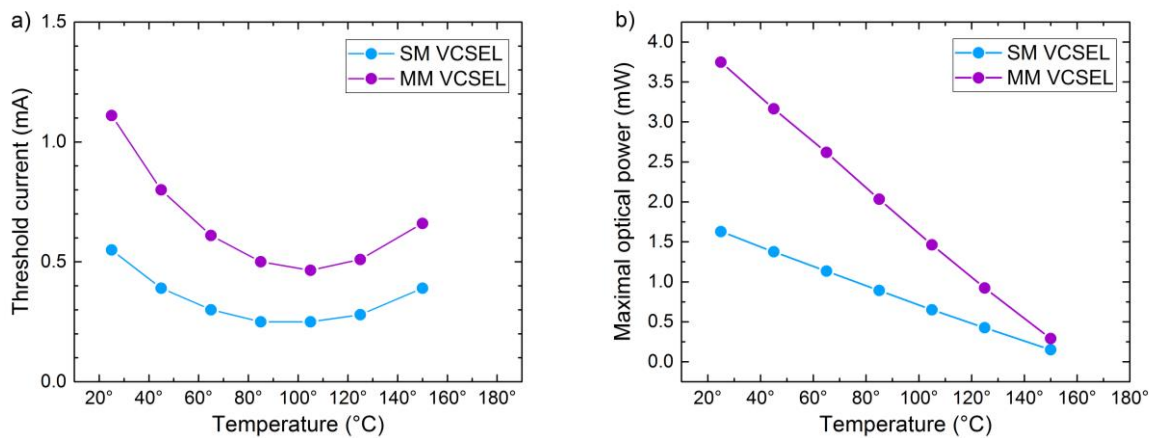 a)
1.5
1.0
0.5
0.0
Threshold current (mA)
SM VCSEL
MM VCSEL
20° 40° 60° 80° 100° 120° 140° 160° 180°
Temperature (°C)
b)
4.0
3.5
3.0
2.5
2.0
1.5
1.0
0.5
0.0
Maximal optical power (mW)
SM VCSEL
MM VCSEL
20° 40° 60° 80° 100° 120° 140° 160° 180°
Temperature (°C)